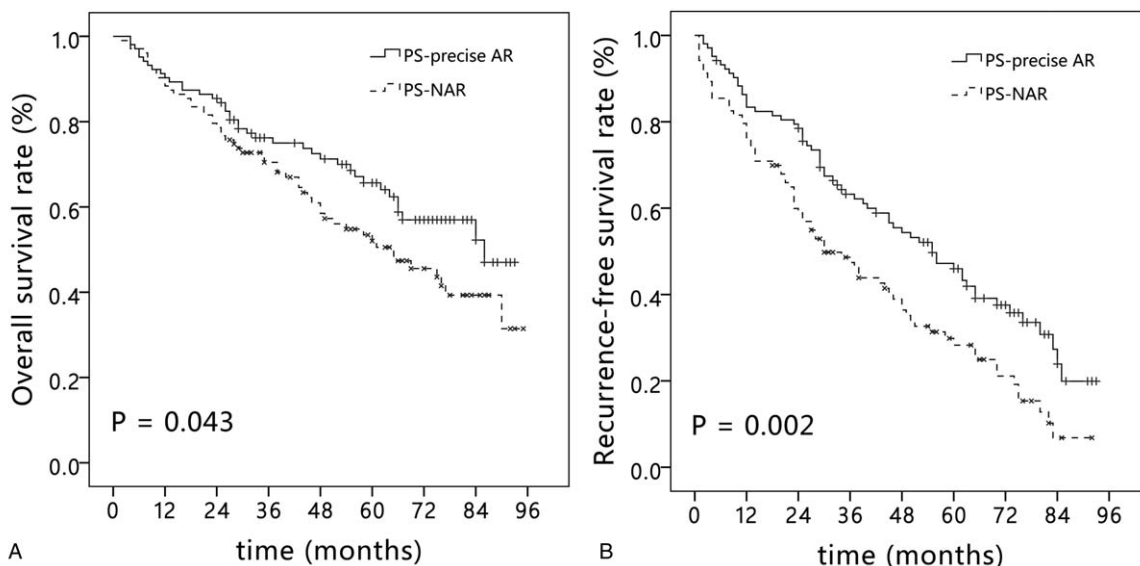 Overall survival rate (%)
1.0
0.8
0.6
0.4
0.2
0.0
PS-precise AR
PS-NAR
P = 0.043
0 12 24 36 48 60 72 84 96
time (months)
A
Recurrence-free survival rate (%)
1.0
0.8
0.6
0.4
0.2
0.0
PS-precise AR
PS-NAR
P = 0.002
0 12 24 36 48 60 72 84 96
time (months)
B